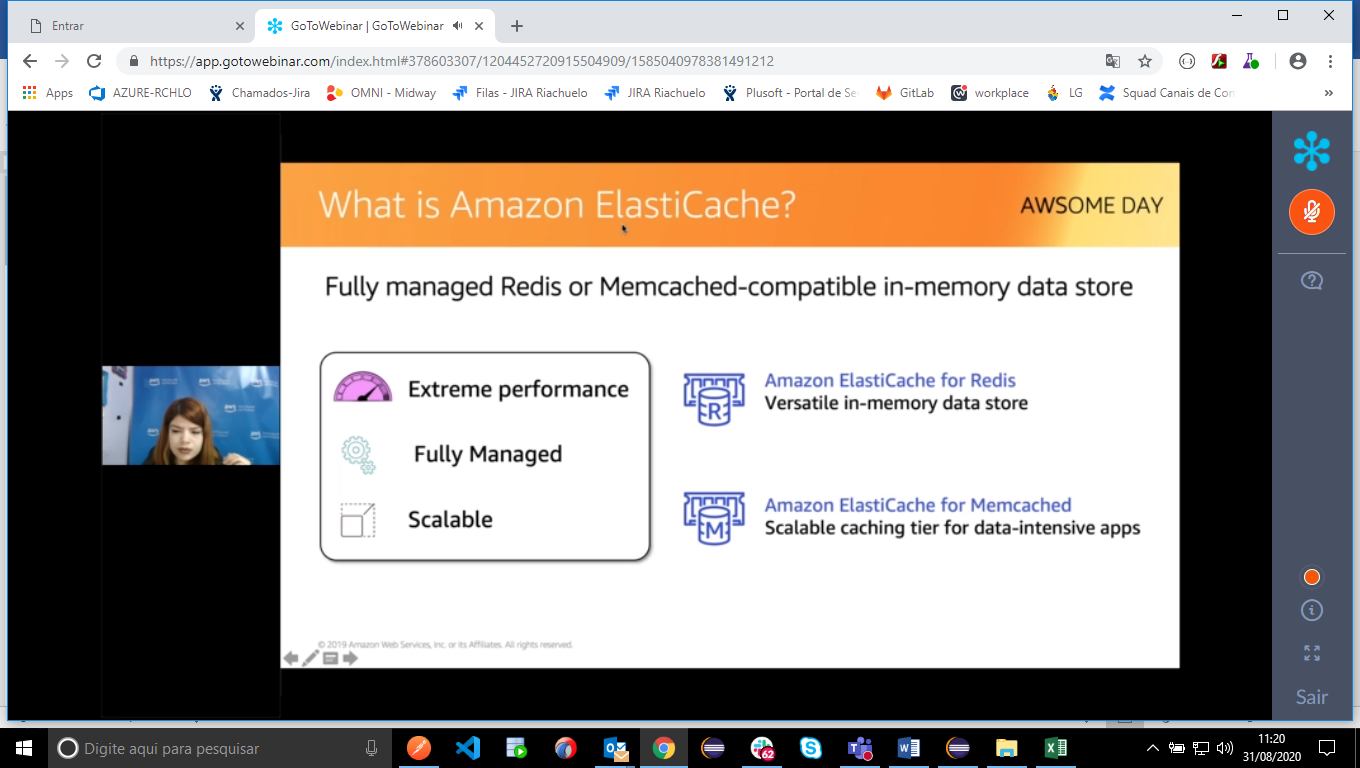 Entrar
GoToWebinar | GoToWebinar
https://app.gotowebinar.com/index.html#378603307/1204452720915504909/1585040978381491212
Apps AZURE-RCHLO Chamados-Jira OMNI - Midway Filas - JIRA Riachuelo JIRA Riachuelo Plusoft - Portal de Se GitLab workplace LG Squad Canais de Con »
What is Amazon ElastiCache? AWSOME DAY
Fully managed Redis or Memcached-compatible in-memory data store
Extreme performance
Fully Managed
Scalable
R
Amazon ElastiCache for Redis
Versatile in-memory data store
M
Amazon ElastiCache for Memcached
Scalable caching tier for data-intensive apps
© 2019 Amazon Web Services, Inc. or its Affiliates. All rights reserved.
Sair
Digite aqui para pesquisar
62
11:20
31/08/2020